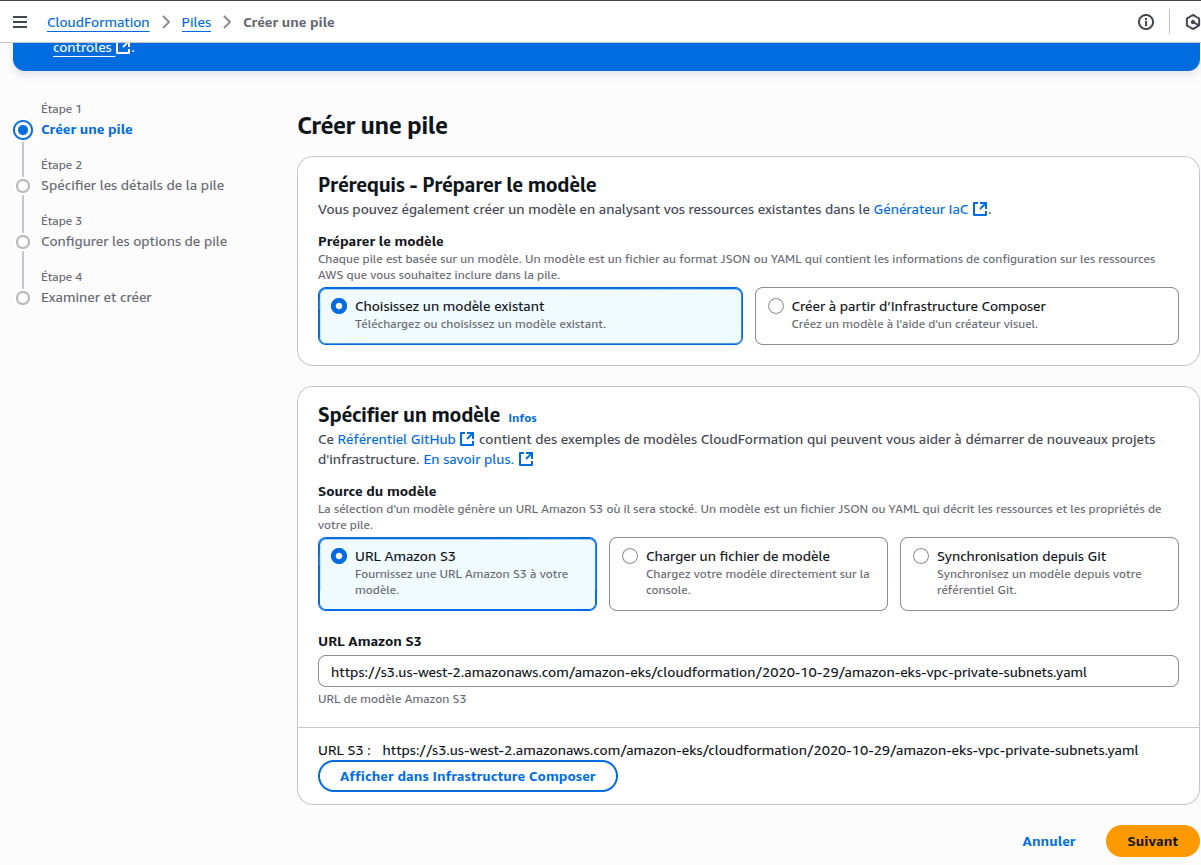 CloudFormation > Piles > Créer une pile
contrôles .
Étape 1
Créer une pile
Étape 2
Spécifier les détails de la pile
Étape 3
Configurer les options de pile
Étape 4
Examiner et créer
Créer une pile
Prérequis - Préparer le modèle
Vous pouvez également créer un modèle en analysant vos ressources existantes dans le Générateur IaC .
Préparer le modèle
Chaque pile est basée sur un modèle. Un modèle est un fichier au format JSON ou YAML qui contient les informations de configuration sur les ressources
AWS que vous souhaitez inclure dans la pile.
Choisissez un modèle existant
Téléchargez ou choisissez un modèle existant.
Créer à partir d’Infrastructure Composer
Créez un modèle à l'aide d'un créateur visuel.
Spécifier un modèle Infos
Ce Référentiel GitHub contient des exemples de modèles CloudFormation qui peuvent vous aider à démarrer de nouveaux projets
d'infrastructure. En savoir plus.
Source du modèle
La sélection d'un modèle génère un URL Amazon S3 où il sera stocké. Un modèle est un fichier JSON ou YAML qui décrit les ressources et les propriétés de
votre pile.
URL Amazon S3
Fournissez une URL Amazon S3 à votre
modèle.
Charger un fichier de modèle
Chargez votre modèle directement sur la
console.
Synchronisation depuis Git
Synchronisez un modèle depuis votre
référentiel Git.
URL Amazon S3
https://s3.us-west-2.amazonaws.com/amazon-eks/cloudformation/2020-10-29/amazon-eks-vpc-private-subnets.yaml
URL de modèle Amazon S3
URL S3 : https://s3.us-west-2.amazonaws.com/amazon-eks/cloudformation/2020-10-29/amazon-eks-vpc-private-subnets.yaml
Afficher dans Infrastructure Composer
Annuler
Suivant